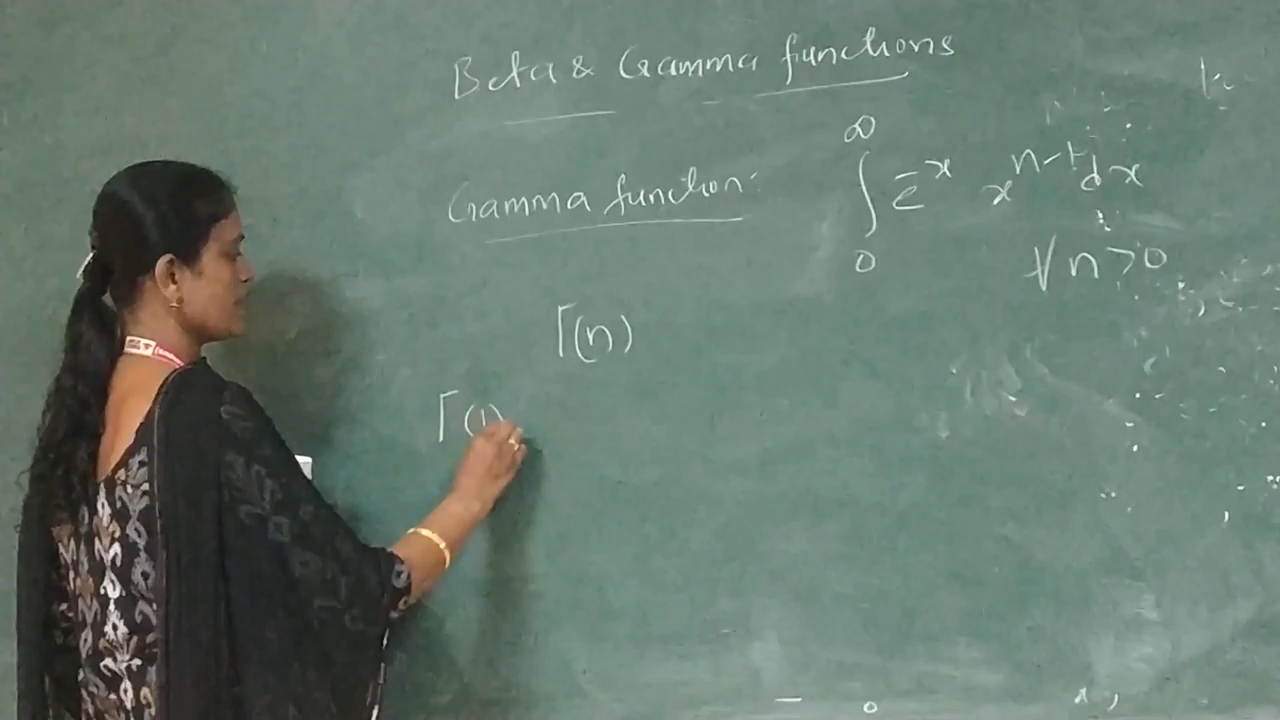 Beta & Gamma functions
Gamma function: ∫₀^∞ e^-x x^n-1 dx
∀ n > 0
Γ(n)
Γ(1)